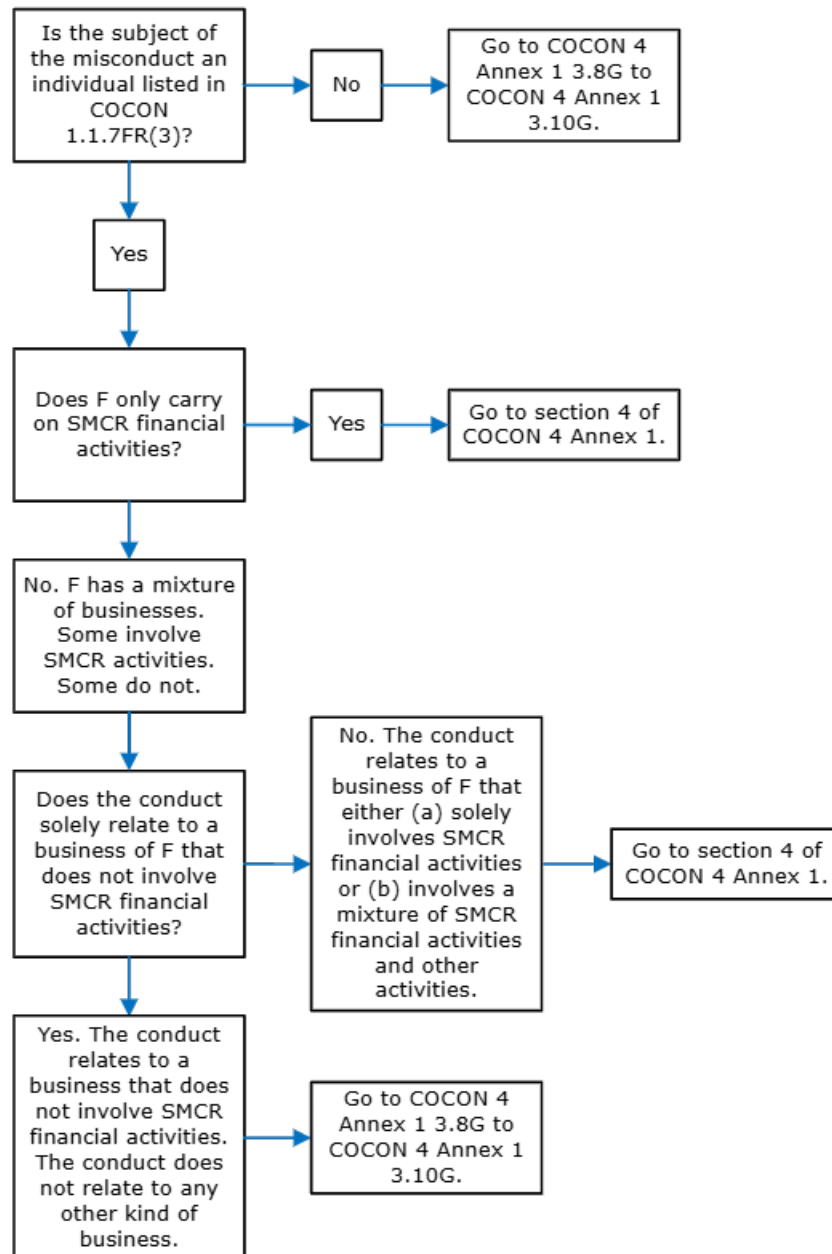 Is the subject of
the misconduct an
individual listed in
COCON
1.1.7FR(3)?
No
Go to COCON 4
Annex 1 3.8G to
COCON 4 Annex 1
3.10G.
Yes
Does F only carry
on SMCR financial
activities?
Yes
Go to section 4 of
COCON 4 Annex 1.
No. F has a mixture
of businesses.
Some involve
SMCR activities.
Some do not.
Does the conduct
solely relate to a
business of F that
does not involve
SMCR financial
activities?
No. The conduct
relates to a
business of F that
either (a) solely
involves SMCR
financial activities
or (b) involves a
mixture of SMCR
financial activities
and other
activities.
Go to section 4 of
COCON 4 Annex 1.
Yes. The conduct
relates to a
business that does
not involve SMCR
financial activities.
The conduct does
not relate to any
other kind of
business.
Go to COCON 4
Annex 1 3.8G to
COCON 4 Annex 1
3.10G.